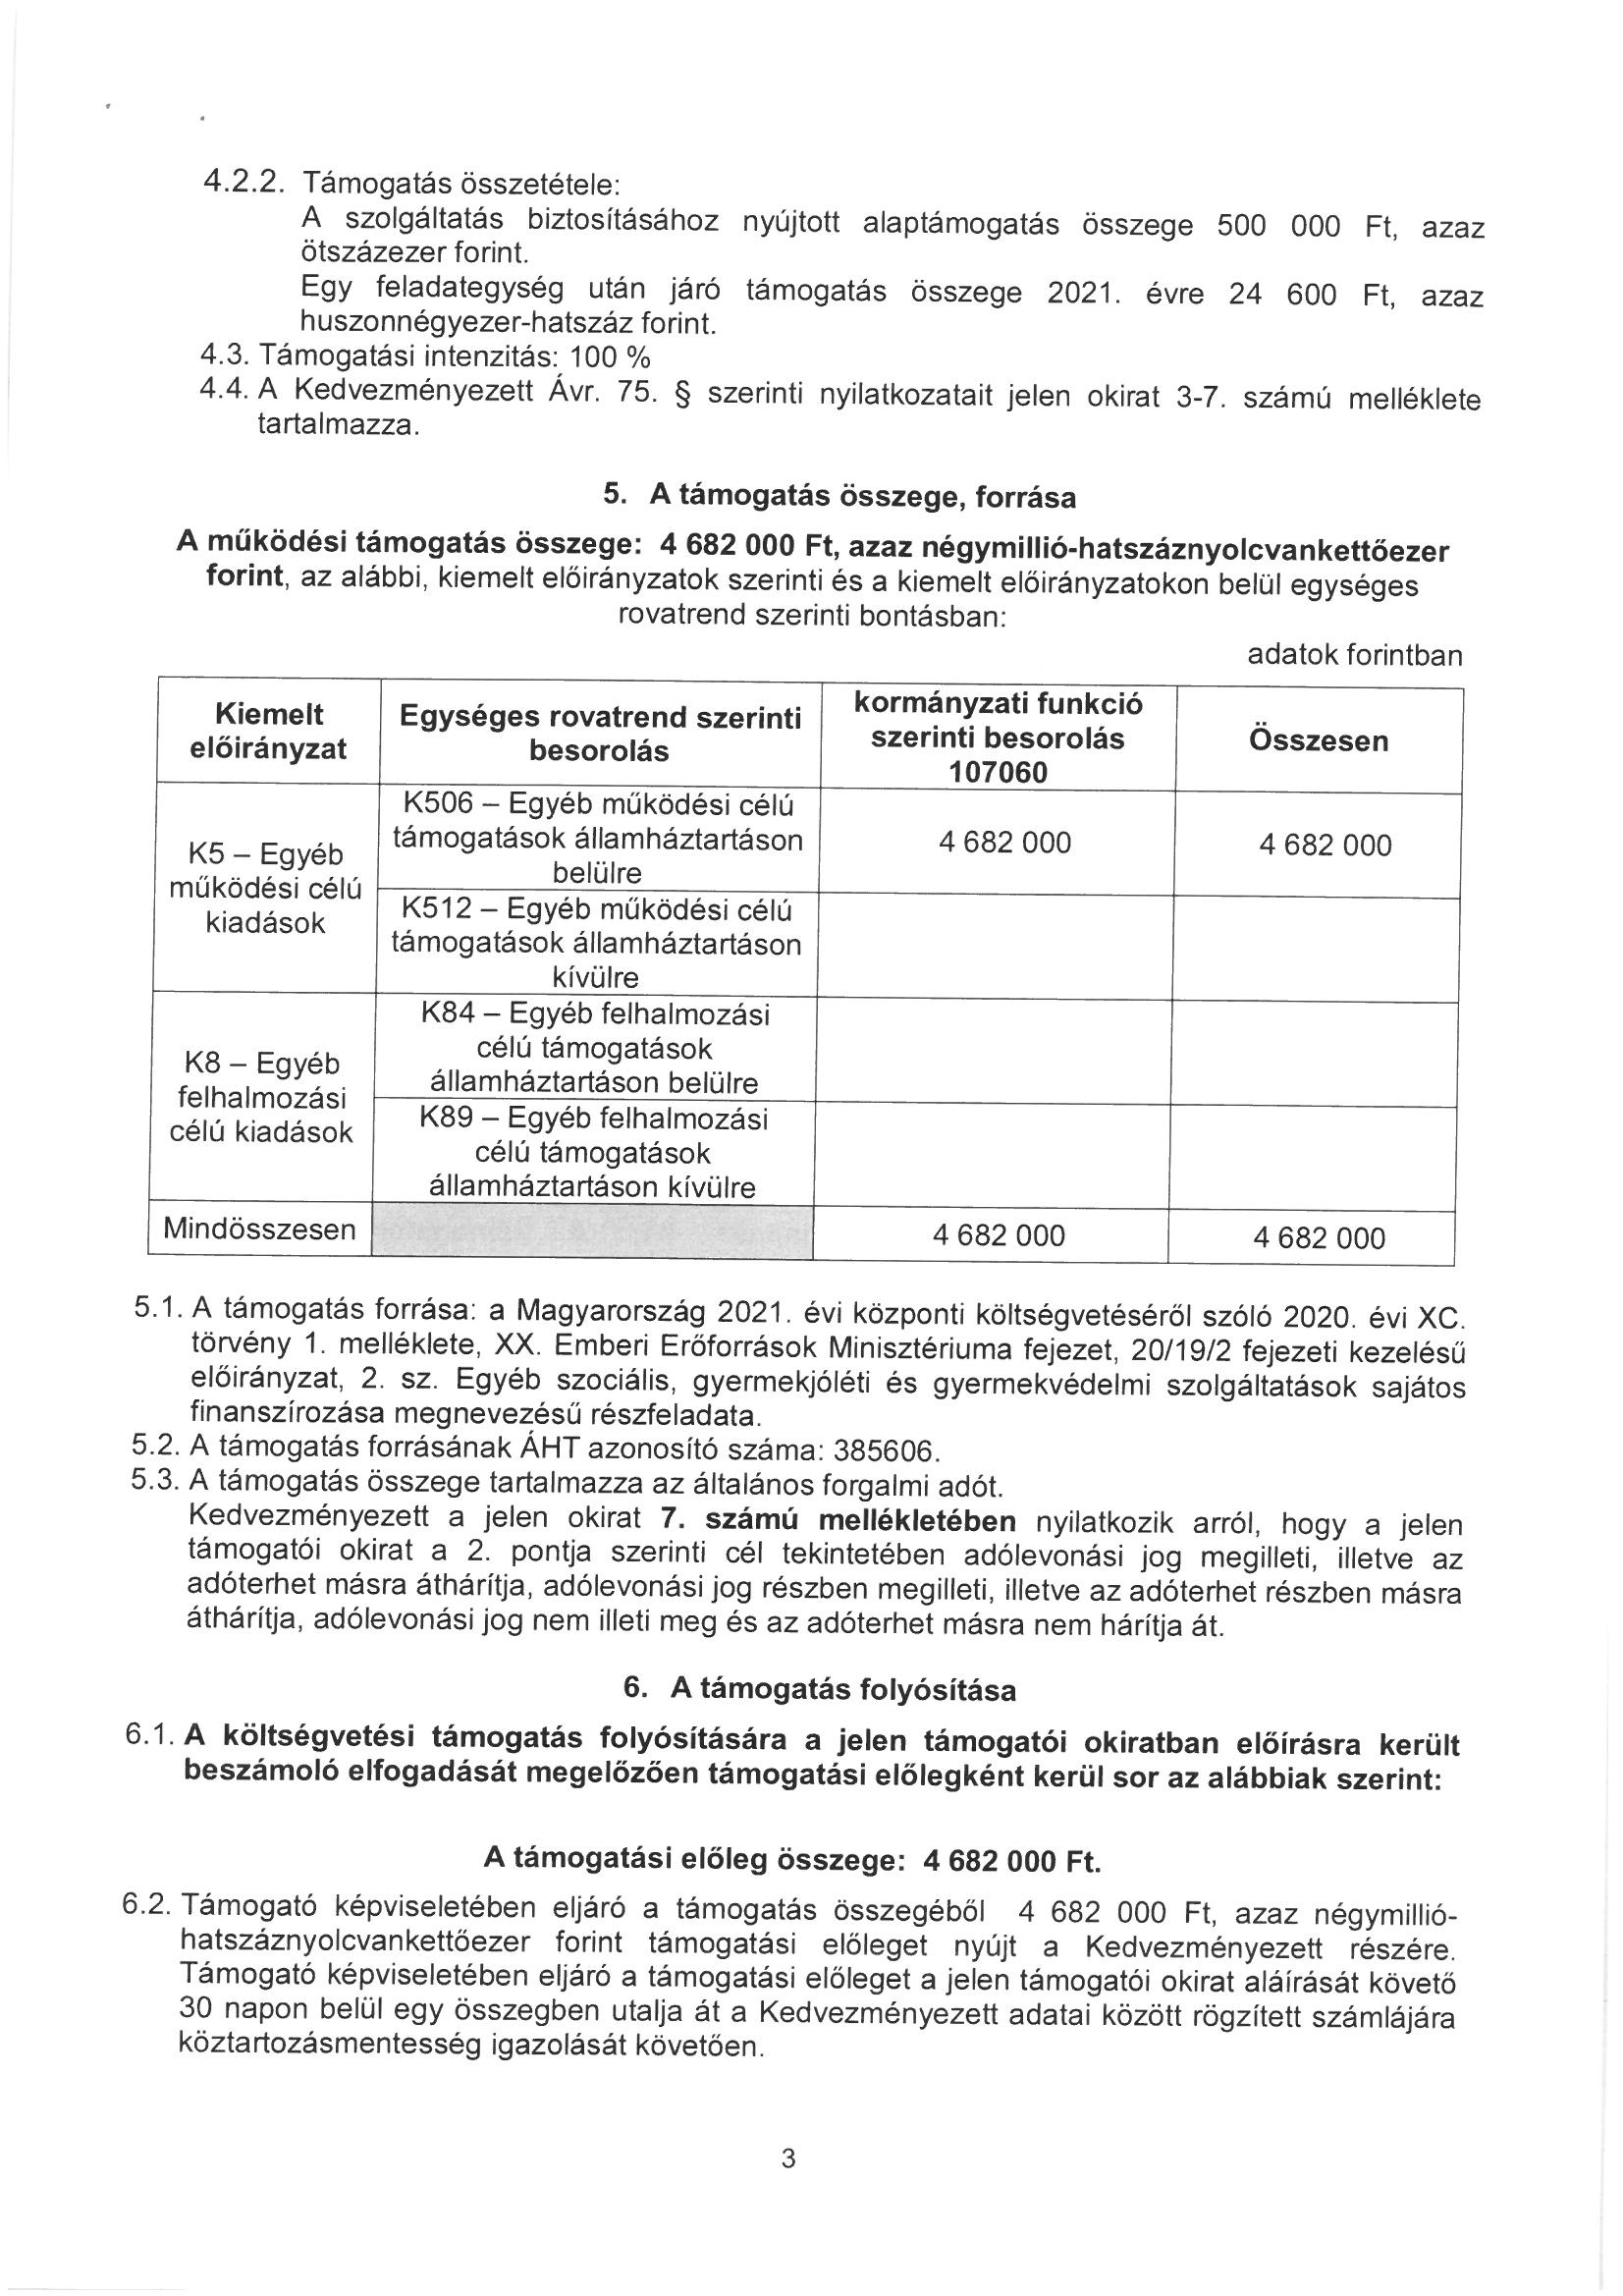 4.2.2. Támogatás összetétele:
A szolgáltatás biztosításához nyújtott alaptámogatás összege 500 000 Ft, azaz
ötszázezer forint.
Egy feladategység után járó támogatás összege 2021. évre 24 600 Ft, azaz
huszonnégyezer-hatszáz forint.
4.3. Támogatási intenzitás: 100 %
4.4. A Kedvezményezett Ávr. 75. § szerinti nyilatkozatait jelen okirat 3-7. számú melléklete
tartalmazza.
5. A támogatás összege, forrása
A működési támogatás összege: 4 682 000 Ft, azaz négymillió-hatszáznyolcvankettőezer
forint, az alábbi, kiemelt előirányzatok szerinti és a kiemelt előirányzatokon belül egységes
rovatrend szerinti bontásban:
adatok forintban
Kiemelt
előirányzat
Egységes rovatrend szerinti
besorolás
kormányzati funkció
szerinti besorolás
107060
Összesen
K5 – Egyéb
működési célú
kiadások
K506 – Egyéb működési célú
támogatások államháztartáson
belülre
4 682 000
4 682 000
K512 – Egyéb működési célú
támogatások államháztartáson
kívülre
K8 – Egyéb
felhalmozási
célú kiadások
K84 – Egyéb felhalmozási
célú támogatások
államháztartáson belülre
K89 – Egyéb felhalmozási
célú támogatások
államháztartáson kívülre
Mindösszesen
4 682 000
4 682 000
5.1. A támogatás forrása: a Magyarország 2021. évi központi költségvetéséről szóló 2020. évi XC.
törvény 1. melléklete, XX. Emberi Erőforrások Minisztériuma fejezet, 20/19/2 fejezeti kezelésű
előirányzat, 2. sz. Egyéb szociális, gyermekjóléti és gyermekvédelmi szolgáltatások sajátos
finanszírozása megnevezésű részfeladata.
5.2. A támogatás forrásának ÁHT azonosító száma: 385606.
5.3. A támogatás összege tartalmazza az általános forgalmi adót.
Kedvezményezett a jelen okirat 7. számú mellékletében nyilatkozik arról, hogy a jelen
támogatói okirat a 2. pontja szerinti cél tekintetében adólevonási jog megilleti, illetve az
adóterhet másra áthárítja, adólevonási jog részben megilleti, illetve az adóterhet részben másra
áthárítja, adólevonási jog nem illeti meg és az adóterhet másra nem hárítja át.
6. A támogatás folyósítása
6.1. A költségvetési támogatás folyósítására a jelen támogatói okiratban előírásra került
beszámoló elfogadását megelőzően támogatási előlegként kerül sor az alábbiak szerint:
A támogatási előleg összege: 4 682 000 Ft.
6.2. Támogató képviseletében eljáró a támogatás összegéből 4 682 000 Ft, azaz négymillió-
hatszáznyolcvankettőezer forint támogatási előleget nyújt a Kedvezményezett részére.
Támogató képviseletében eljáró a támogatási előleget a jelen támogatói okirat aláírását követő
30 napon belül egy összegben utalja át a Kedvezményezett adatai között rögzített számlájára
köztartozásmentesség igazolását követően.
3